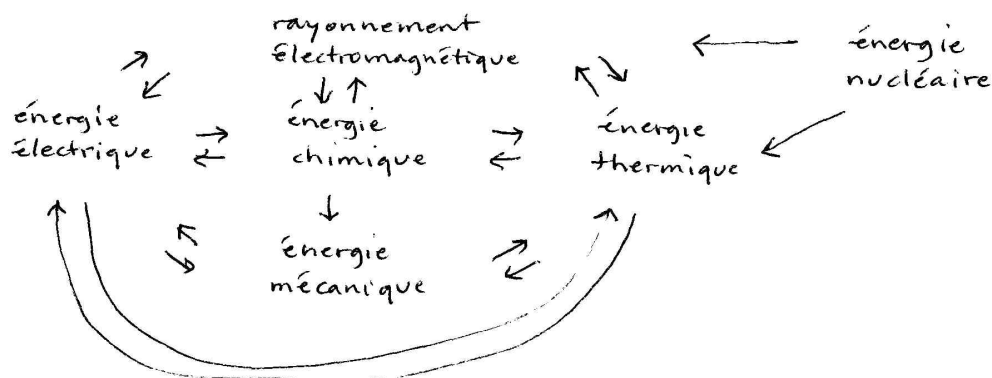 rayonnement
électromagnétique
énergie
nucléaire
énergie
électrique
énergie
chimique
énergie
thermique
énergie
mécanique